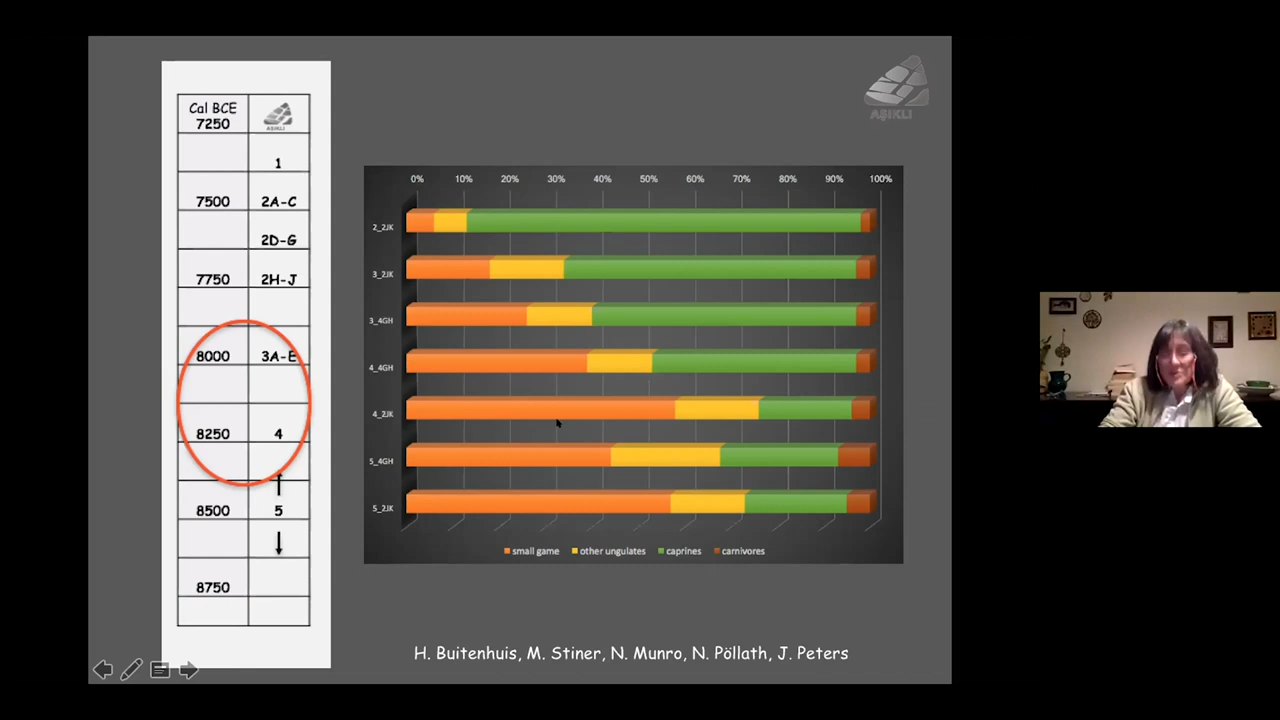 Cal BCE
7250
AŞIKLI
1
7500 2A-C
2D-G
7750 2H-J
8000 3A-E
8250 4
8500 5
8750
AŞIKLI
0% 10% 20% 30% 40% 50% 60% 70% 80% 90% 100%
2_2JK
3_2JK
3_4GH
4_4GH
4_2JK
5_4GH
5_2JK
small game other ungulates caprines carnivores
H. Buitenhuis, M. Stiner, N. Munro, N. Pöllath, J. Peters